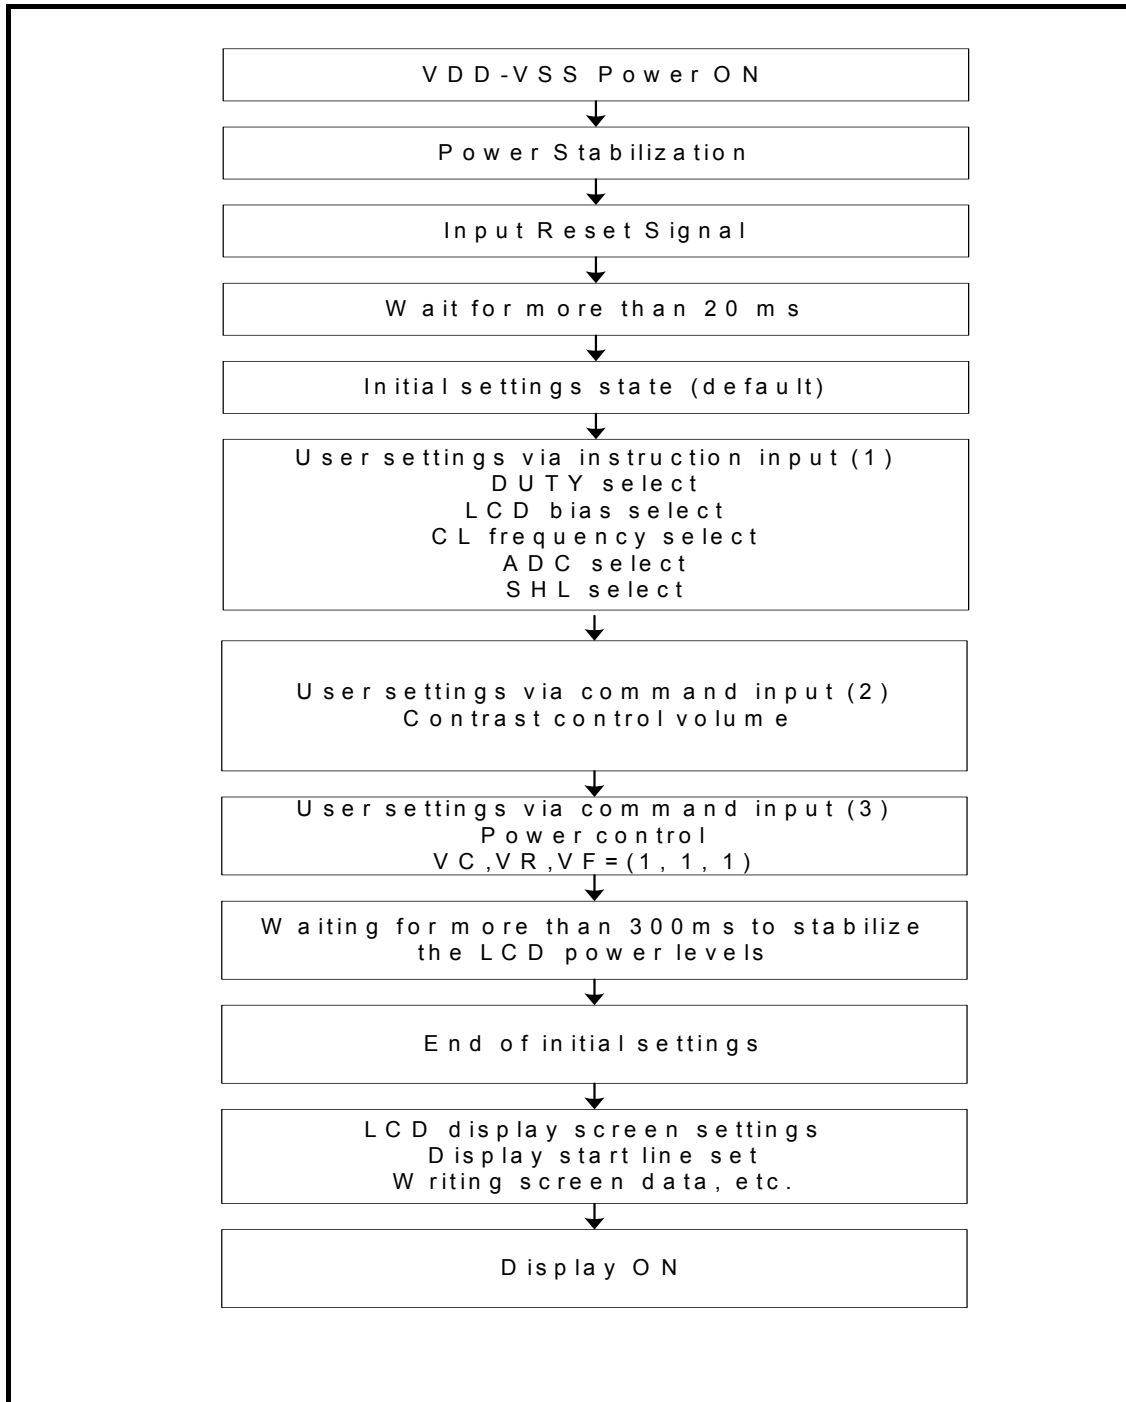 VDD-VSS Power ON
Power Stabilization
Input Reset Signal
Wait for more than 20 ms
Initial settings state (default)
User settings via instruction input (1)
DUTY select
LCD bias select
CL frequency select
ADC select
SHL select
User settings via command input (2)
Contrast control volume
User settings via command input (3)
Power control
VC,VR,VF=(1, 1, 1)
Waiting for more than 300ms to stabilize
the LCD power levels
End of initial settings
LCD display screen settings
Display start line set
Writing screen data, etc.
Display ON